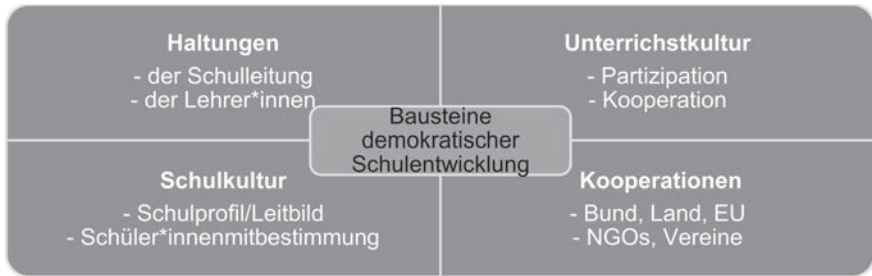 Haltungen
- der Schulleitung
- der Lehrer*innen
Unterrichstkultur
- Partizipation
- Kooperation
Bausteine
demokratischer
Schulentwicklung
Schulkultur
- Schulprofil/Leitbild
- Schüler*innenmitbestimmung
Kooperationen
- Bund, Land, EU
- NGOs, Vereine